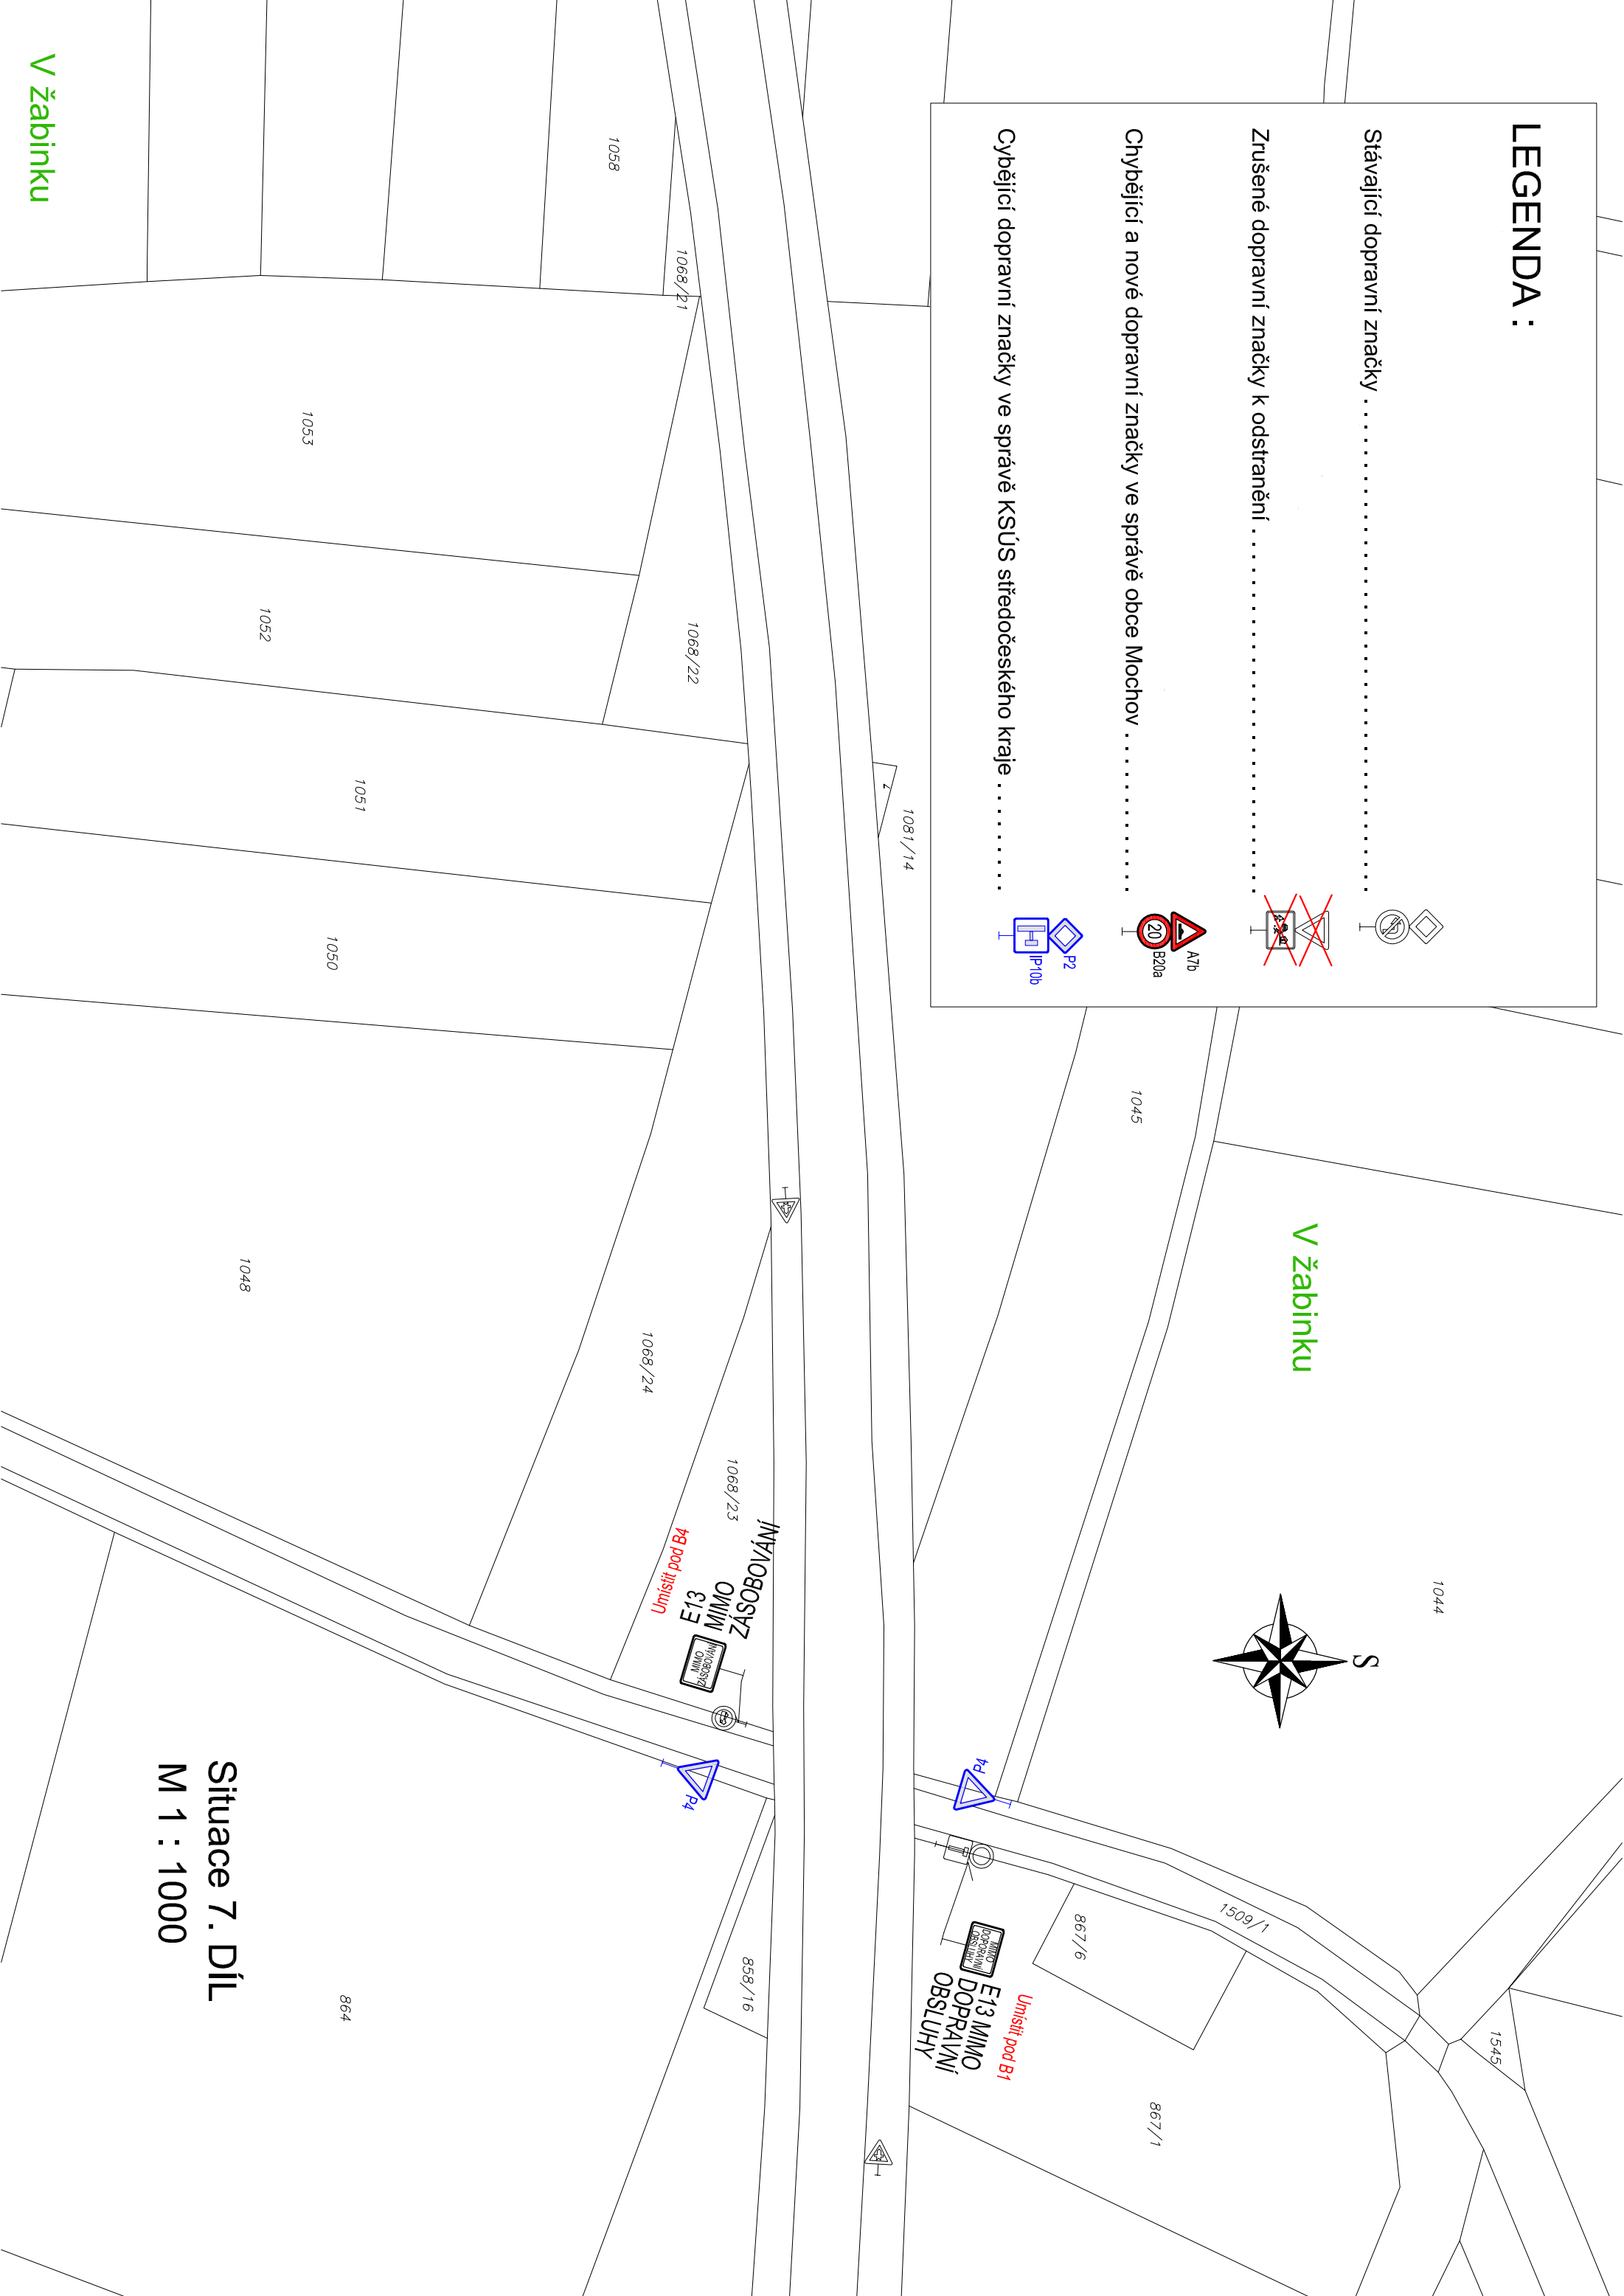 LEGENDA :
Stávající dopravní značky
Zrušené dopravní značky k odstranění
Chybějící a nové dopravní značky ve správě obce Mochov
A7b
20
B20a
Cybějící dopravní značky ve správě KSÚS středočeského kraje
P2
IP10b
V žabinku
V žabinku
S
1044
1045
1081/14
1058
1068/21
1053
1052
1068/22
1051
1050
1048
1068/24
1068/23
Umístit pod B4
E13
MIMO
ZÁSOBOVÁNÍ
MIMO
ZÁSOBOVÁNÍ
P4
P4
1509/1
867/6
1545
867/1
Umístit pod B1
E13 MIMO
DOPRAVNÍ
OBSLUHY
858/16
864
Situace 7. DÍL
M 1 : 1000